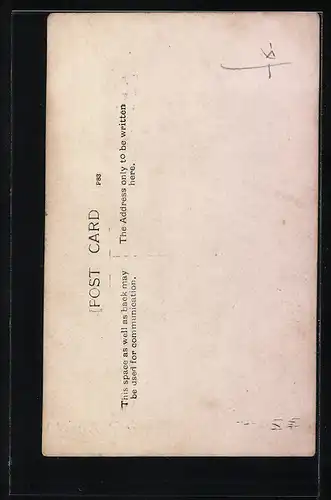 POST CARD
P83
This space as well as back may
be used for communication.
The Address only to be written
here.